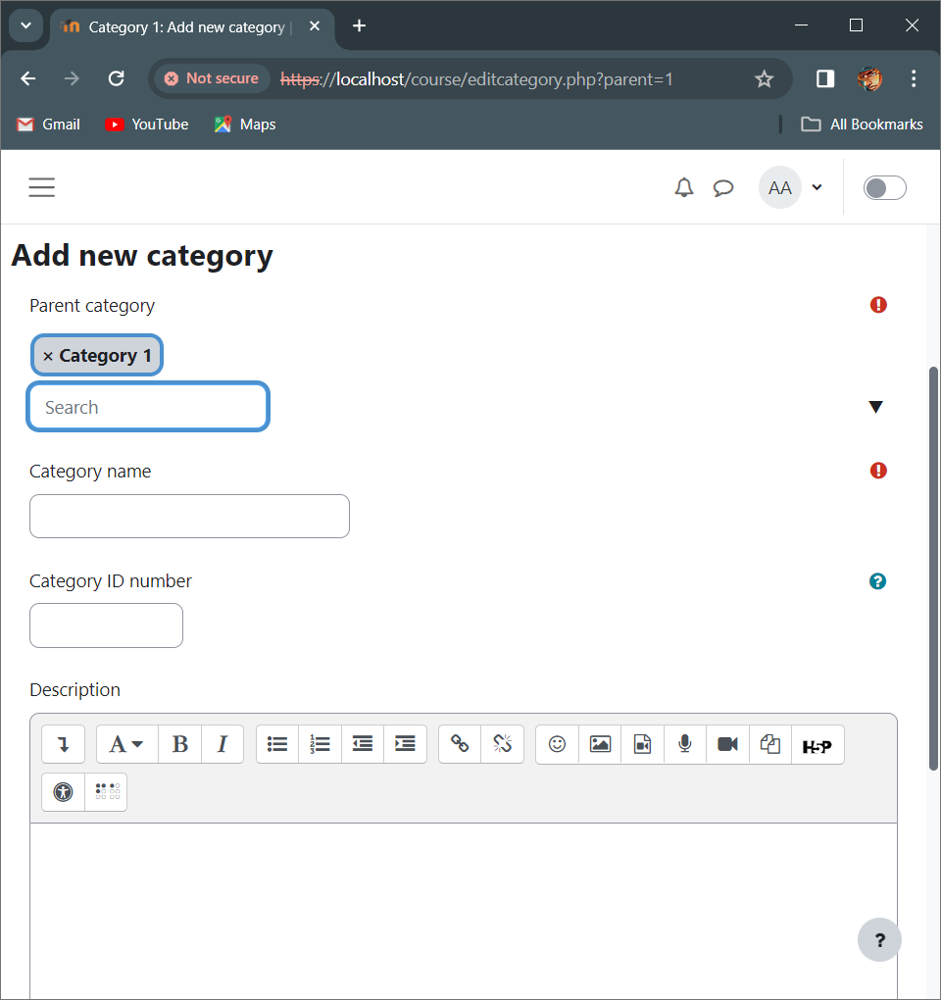 Category 1: Add new category |
Not secure https://localhost/course/editcategory.php?parent=1
Gmail YouTube Maps All Bookmarks
AA
Add new category
Parent category
× Category 1
Search
Category name
Category ID number
Description
A B I H5P
?